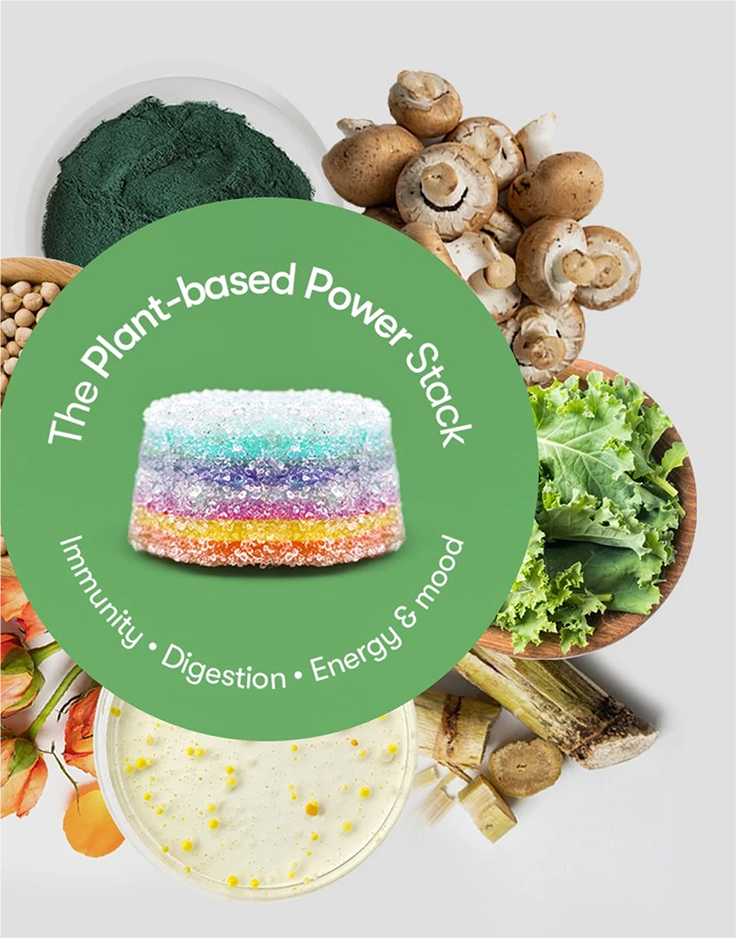 The Plant-based Power Stack
Immunity • Digestion • Energy & mood